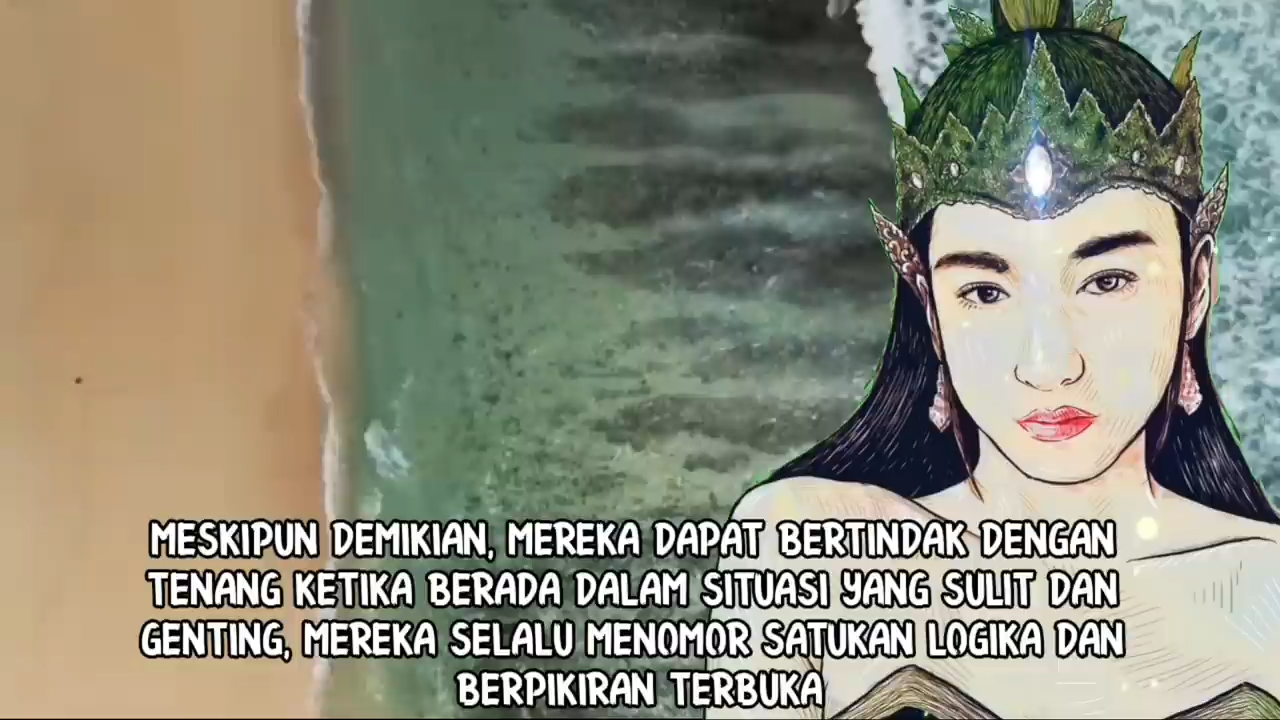 MESKIPUN DEMIKIAN, MEREKA DAPAT BERTINDAK DENGAN
TENANG KETIKA BERADA DALAM SITUASI YANG SULIT DAN
GENTING, MEREKA SELALU MENOMOR SATUKAN LOGIKA DAN
BERPIKIRAN TERBUKA